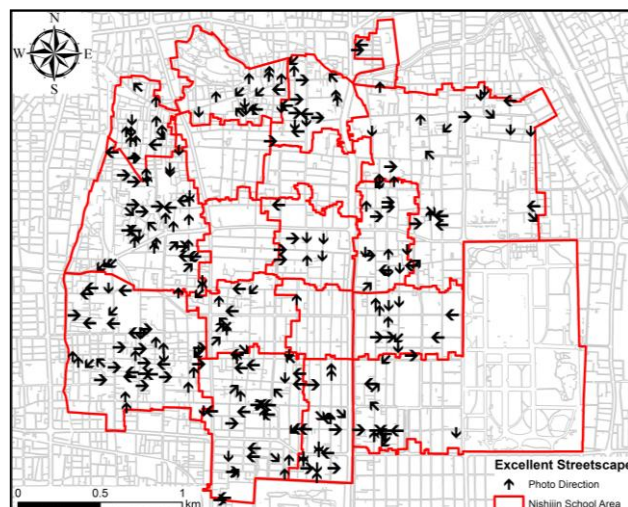 N
W
E
S
Excellent Streetscape
Photo Direction
Nishijin School Area
0
0.5
1
km